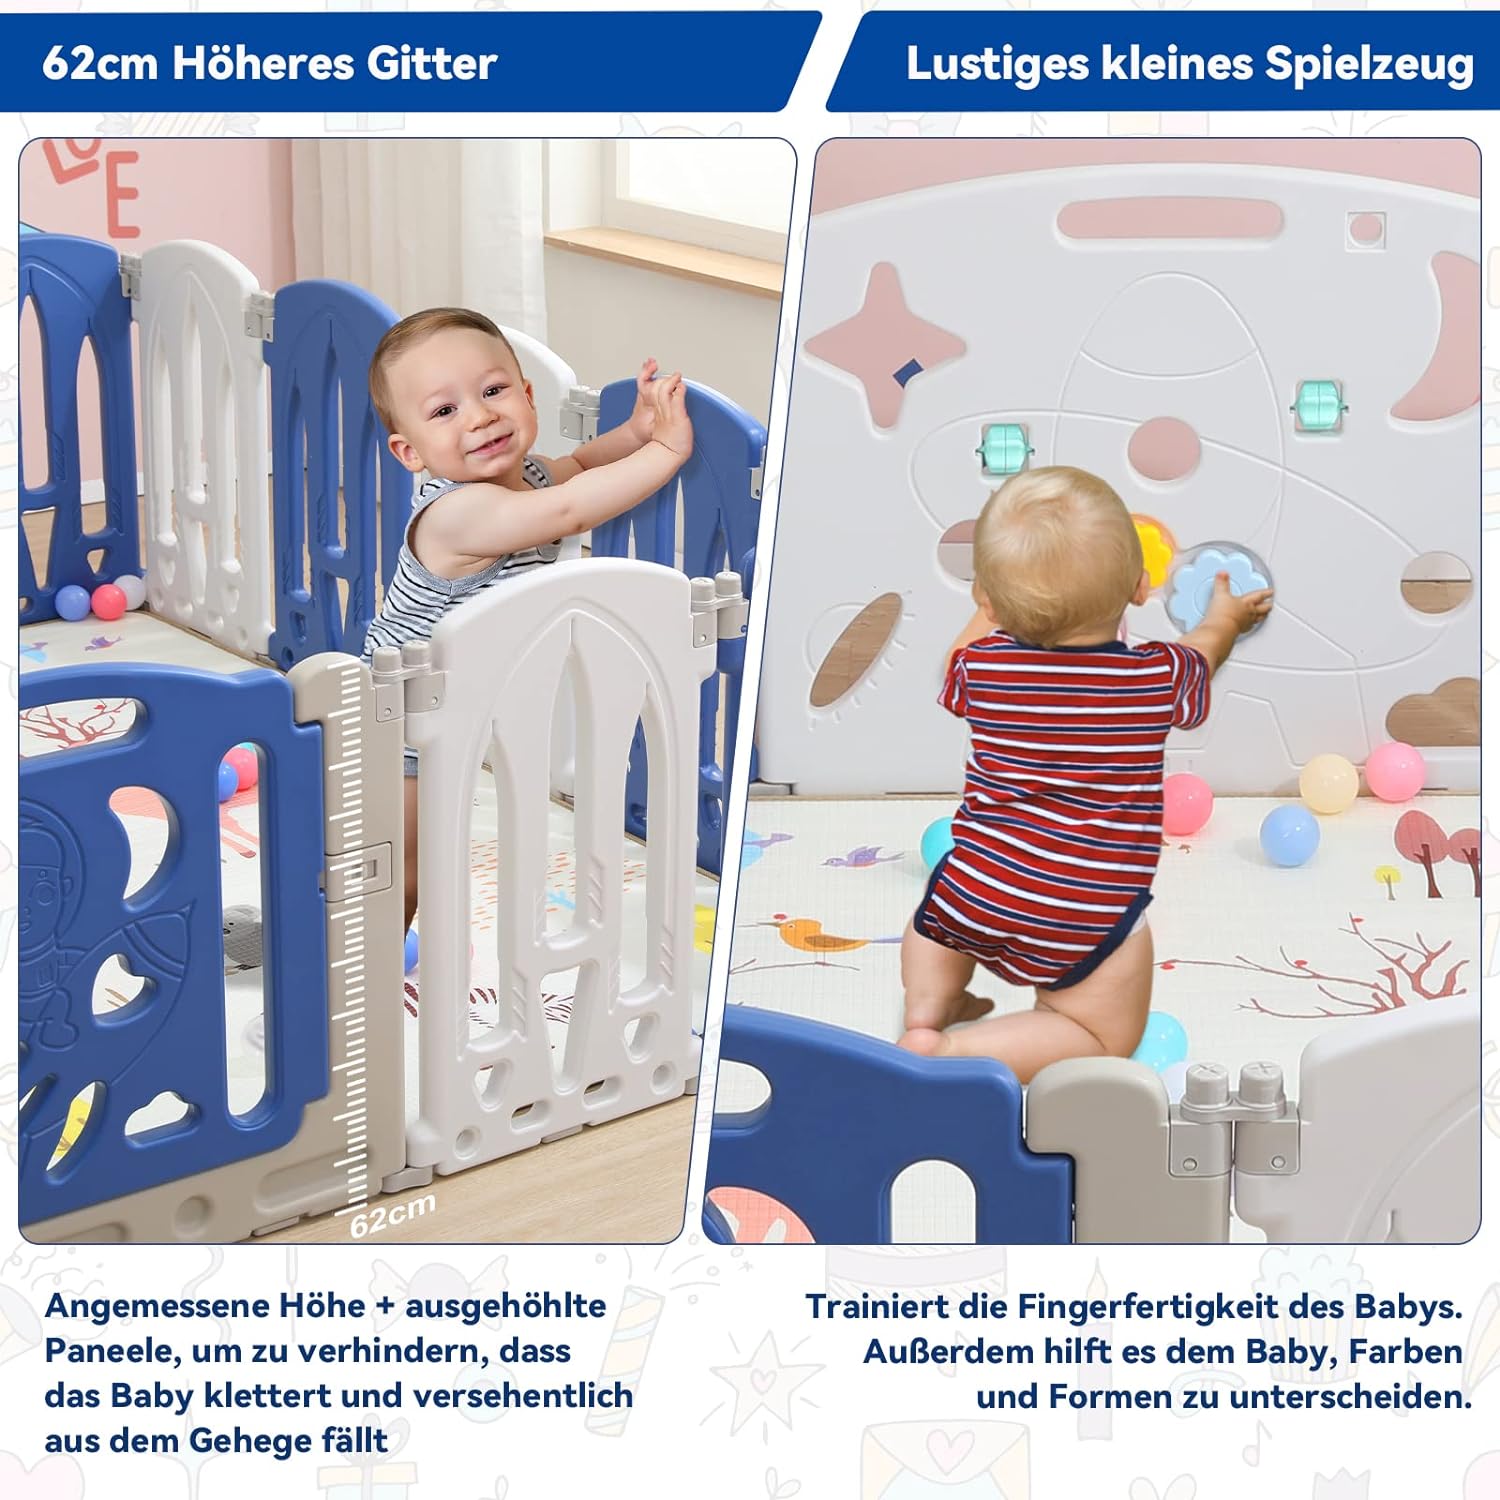 62cm Höheres Gitter
Lustiges kleines Spielzeug
LOVE
62cm
Angemessene Höhe + ausgehöhlte
Paneele, um zu verhindern, dass
das Baby klettert und versehentlich
aus dem Gehege fällt
Trainiert die Fingerfertigkeit des Babys.
Außerdem hilft es dem Baby, Farben
und Formen zu unterscheiden.